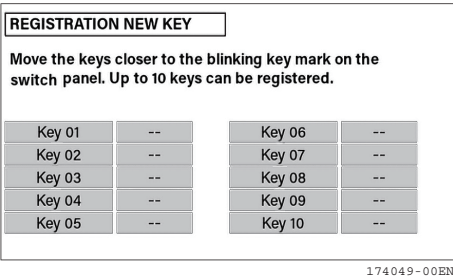 REGISTRATION NEW KEY
Move the keys closer to the blinking key mark on the
switch panel. Up to 10 keys can be registered.
Key 01 -- Key 06 --
Key 02 -- Key 07 --
Key 03 -- Key 08 --
Key 04 -- Key 09 --
Key 05 -- Key 10 --
174049-00EN